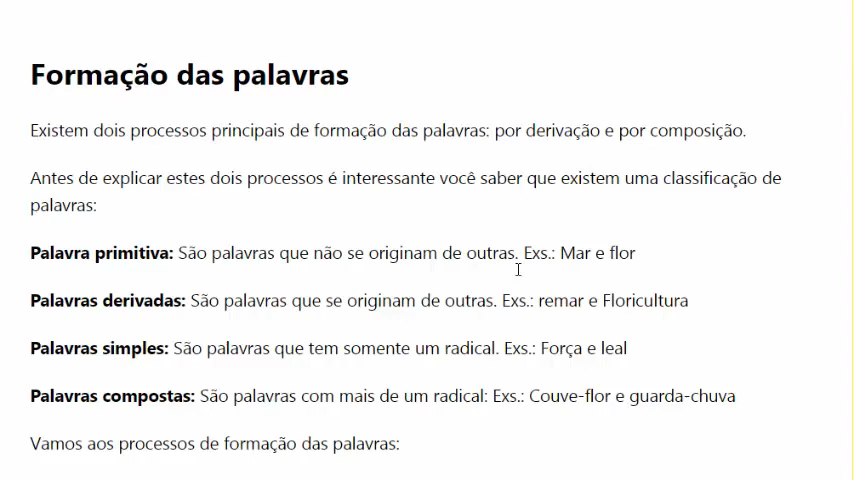 Formação das palavras
Existem dois processos principais de formação das palavras: por derivação e por composição.
Antes de explicar estes dois processos é interessante você saber que existem uma classificação de
palavras:
Palavra primitiva: São palavras que não se originam de outras. Exs.: Mar e flor
Palavras derivadas: São palavras que se originam de outras. Exs.: remar e Floricultura
Palavras simples: São palavras que tem somente um radical. Exs.: Força e leal
Palavras compostas: São palavras com mais de um radical: Exs.: Couve-flor e guarda-chuva
Vamos aos processos de formação das palavras: